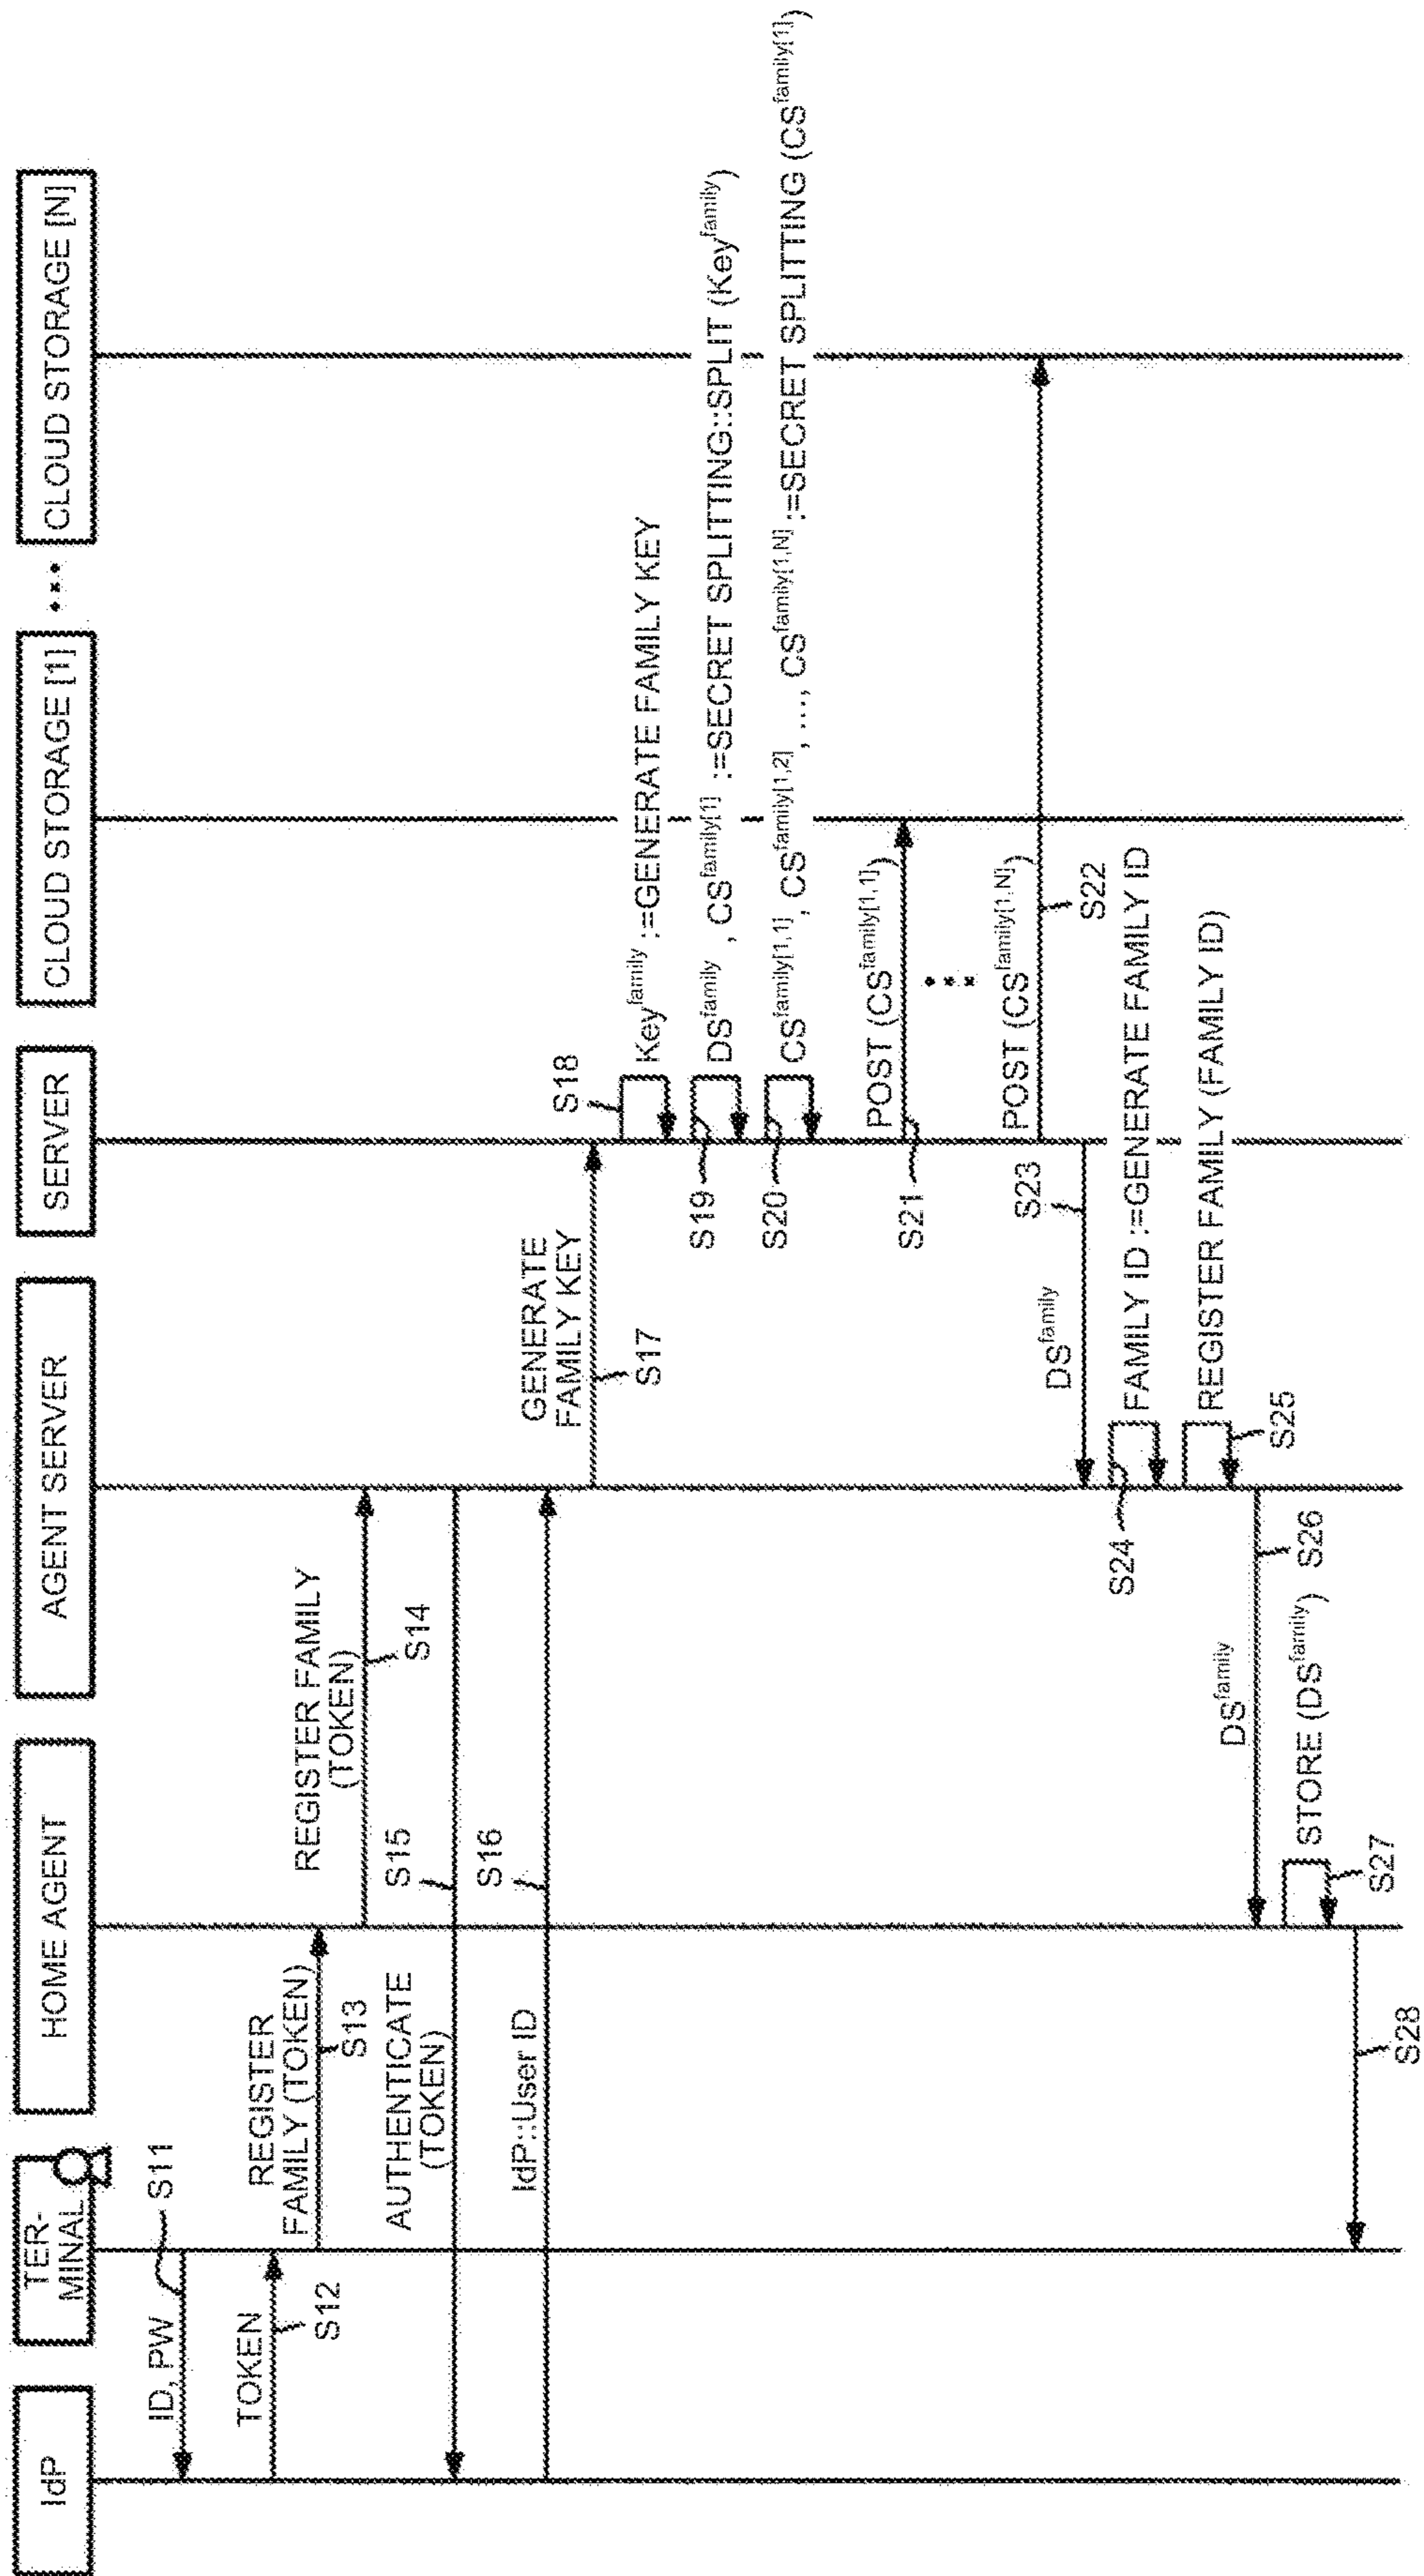 IdP
TER-
MINAL
HOME AGENT
AGENT SERVER
SERVER
CLOUD STORAGE [1]
•••
CLOUD STORAGE [N]
ID, PW
S11
TOKEN
S12
REGISTER
FAMILY (TOKEN)
S13
REGISTER FAMILY
(TOKEN)
S14
AUTHENTICATE
(TOKEN)
S15
IdP::User ID
S16
GENERATE
FAMILY KEY
S17
S18
Key^family :=GENERATE FAMILY KEY
S19
DS^family , CS^family[1] :=SECRET SPLITTING::SPLIT (Key^family)
S20
CS^family[1,1], CS^family[1,2] , ...., CS^family[1,N] :=SECRET SPLITTING (CS^family[1])
POST (CS^family[1,1])
S21
•••
POST (CS^family[1,N])
S22
S23
DS^family
FAMILY ID :=GENERATE FAMILY ID
S24
REGISTER FAMILY (FAMILY ID)
S25
DS^family
S26
STORE (DS^family)
S27
S28